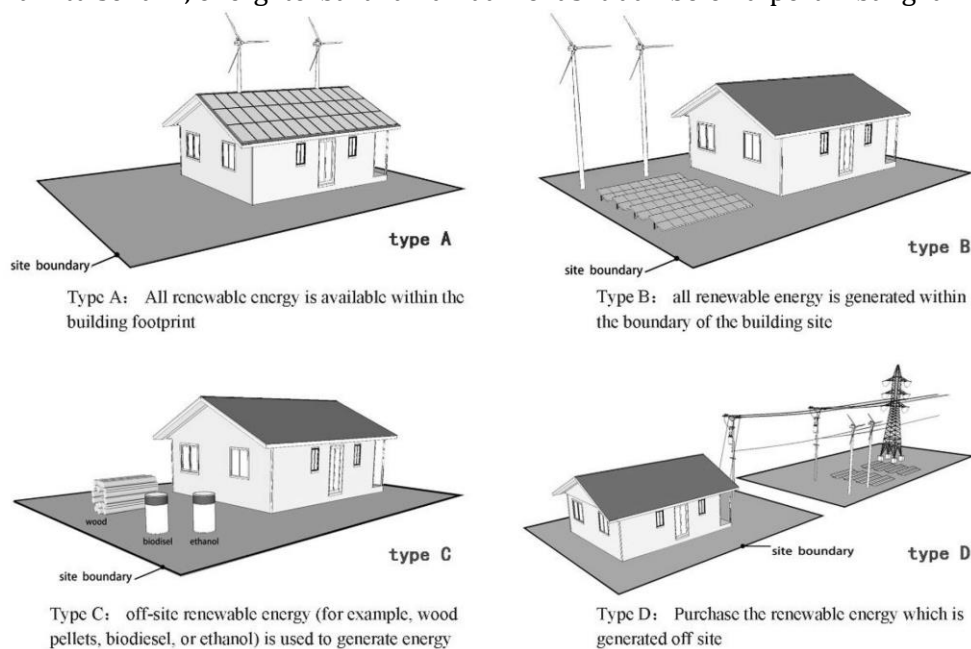 type A
site boundary
Type A: All renewable energy is available within the
building footprint
type B
site boundary
Type B: all renewable energy is generated within
the boundary of the building site
wood
biodisel
ethanol
type C
site boundary
Type C: off-site renewable energy (for example, wood
pellets, biodiesel, or ethanol) is used to generate energy
site boundary
type D
Type D: Purchase the renewable energy which is
generated off site